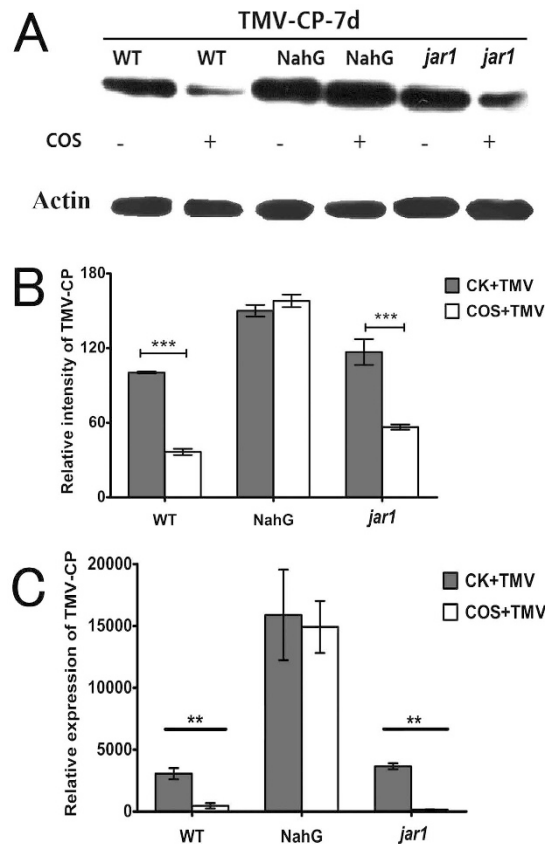 A
TMV-CP-7d
WT WT NahG NahG jar1 jar1
COS - + - + - +
Actin
B
Relative intensity of TMV-CP
180
120
60
0
***
***
CK+TMV
COS+TMV
WT NahG jar1
C
Relative expression of TMV-CP
20000
15000
10000
5000
0
**
**
CK+TMV
COS+TMV
WT NahG jar1